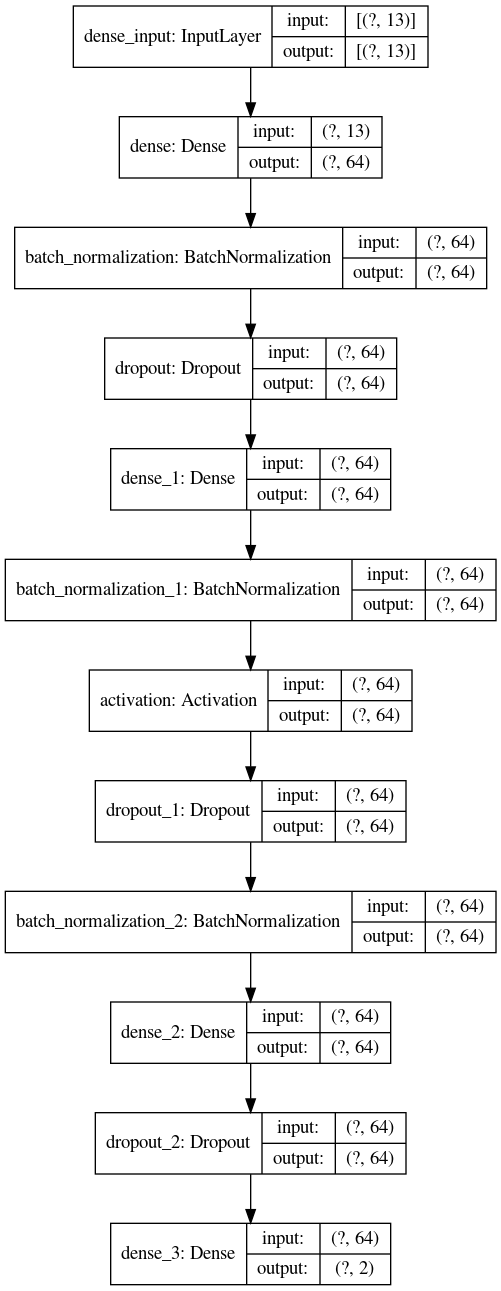 dense_input: InputLayer
input: [(?, 13)]
output: [(?, 13)]
dense: Dense
input: (?, 13)
output: (?, 64)
batch_normalization: BatchNormalization
input: (?, 64)
output: (?, 64)
dropout: Dropout
input: (?, 64)
output: (?, 64)
dense_1: Dense
input: (?, 64)
output: (?, 64)
batch_normalization_1: BatchNormalization
input: (?, 64)
output: (?, 64)
activation: Activation
input: (?, 64)
output: (?, 64)
dropout_1: Dropout
input: (?, 64)
output: (?, 64)
batch_normalization_2: BatchNormalization
input: (?, 64)
output: (?, 64)
dense_2: Dense
input: (?, 64)
output: (?, 64)
dropout_2: Dropout
input: (?, 64)
output: (?, 64)
dense_3: Dense
input: (?, 64)
output: (?, 2)